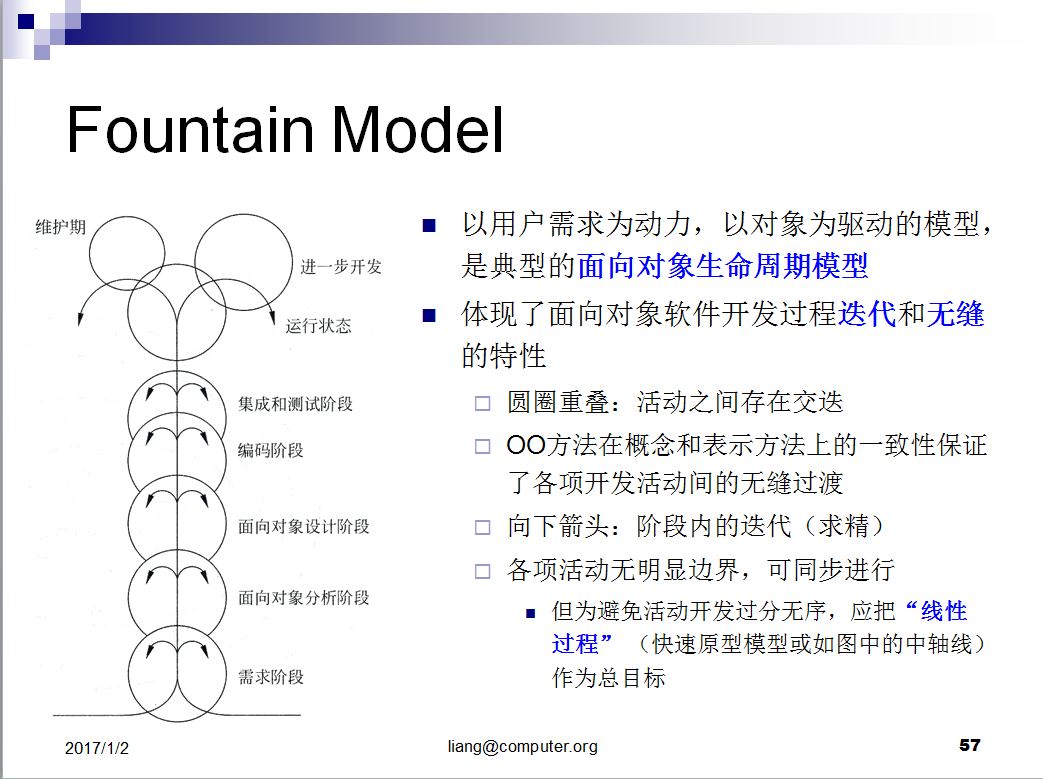 Fountain Model
维护期
进一步开发
运行状态
集成和测试阶段
编码阶段
面向对象设计阶段
面向对象分析阶段
需求阶段
以用户需求为动力，以对象为驱动的模型，
是典型的面向对象生命周期模型
体现了面向对象软件开发过程迭代和无缝
的特性
圆圈重叠：活动之间存在交迭
OO方法在概念和表示方法上的一致性保证
了各项开发活动间的无缝过渡
向下箭头：阶段内的迭代（求精）
各项活动无明显边界，可同步进行
但为避免活动开发过分无序，应把“线性
过程”（快速原型模型或如图中的中轴线）
作为总目标
2017/1/2
liang@computer.org
57